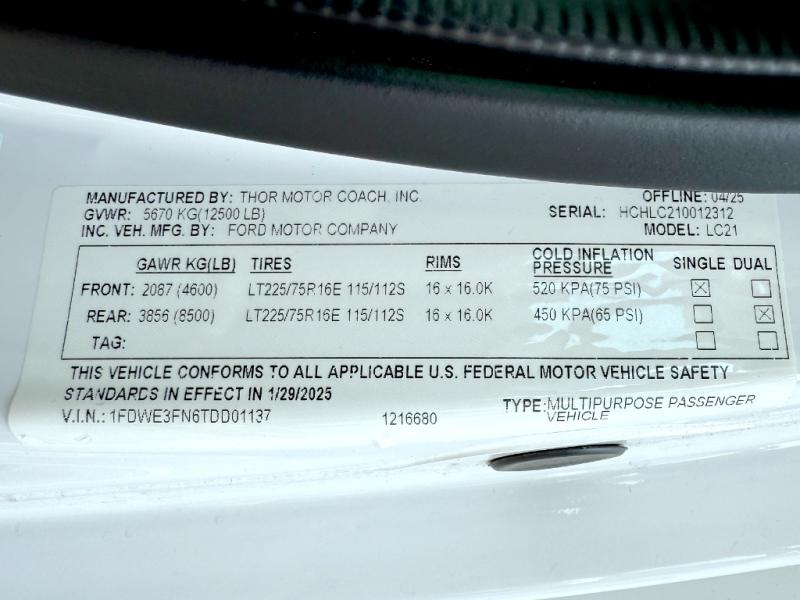 MANUFACTURED BY: THOR MOTOR COACH, INC. OFFLINE: 04/25
GVWR: 5670 KG(12500 LB) SERIAL: HCHLC210012312
INC. VEH. MFG. BY: FORD MOTOR COMPANY MODEL: LC21
GAWR KG(LB) TIRES RIMS COLD INFLATION PRESSURE SINGLE DUAL
FRONT: 2087 (4600) LT225/75R16E 115/112S 16 x 16.0K 520 KPA(75 PSI) ☒ ☐
REAR: 3856 (8500) LT225/75R16E 115/112S 16 x 16.0K 450 KPA(65 PSI) ☐ ☒
TAG: ☐ ☐
THIS VEHICLE CONFORMS TO ALL APPLICABLE U.S. FEDERAL MOTOR VEHICLE SAFETY
STANDARDS IN EFFECT IN 1/29/2025
V.I.N.: 1FDWE3FN6TDD01137 1216680 TYPE: MULTIPURPOSE PASSENGER VEHICLE